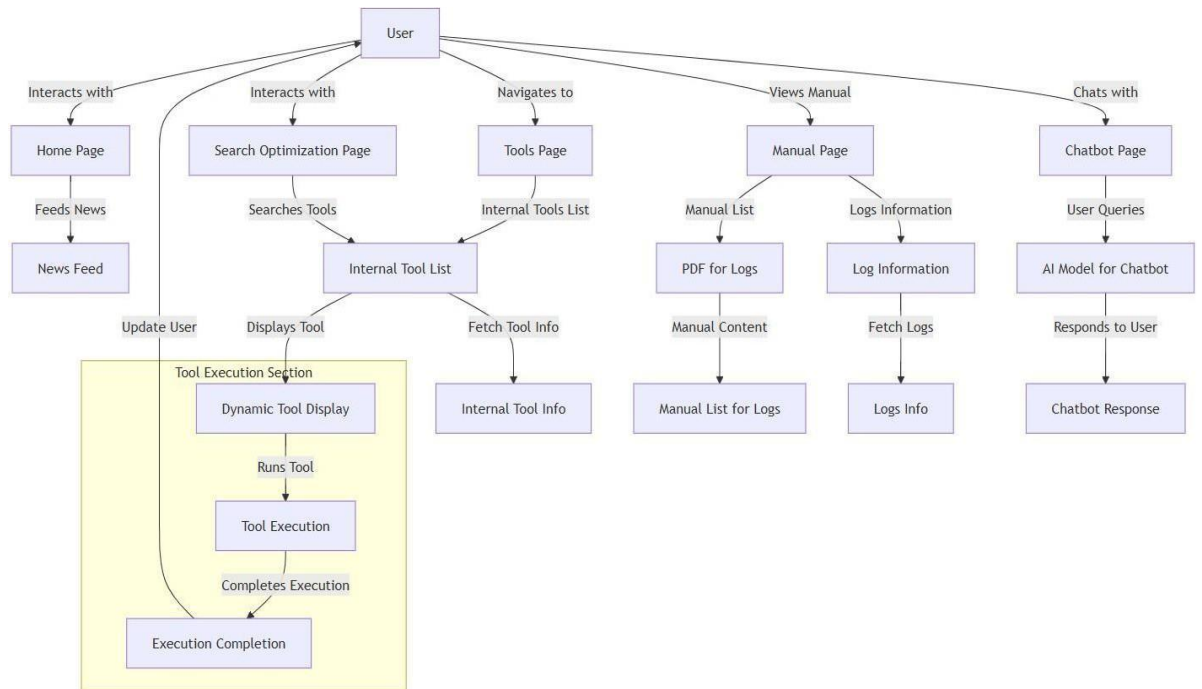 User
Interacts with
Interacts with
Navigates to
Views Manual
Chats with
Home Page
Search Optimization Page
Tools Page
Manual Page
Chatbot Page
Feeds News
Searches Tools
Internal Tools List
Manual List
Logs Information
User Queries
News Feed
Internal Tool List
PDF for Logs
Log Information
AI Model for Chatbot
Update User
Displays Tool
Fetch Tool Info
Manual Content
Fetch Logs
Responds to User
Tool Execution Section
Dynamic Tool Display
Internal Tool Info
Manual List for Logs
Logs Info
Chatbot Response
Runs Tool
Tool Execution
Completes Execution
Execution Completion